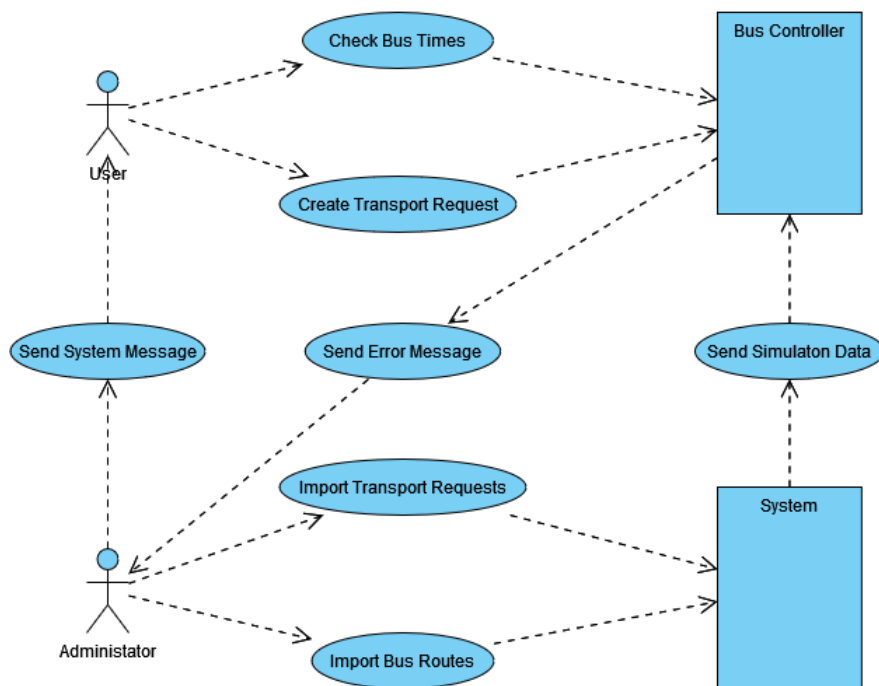 Check Bus Times
Bus Controller
User
Create Transport Request
Send System Message
Send Error Message
Send Simulaton Data
Import Transport Requests
System
Administator
Import Bus Routes